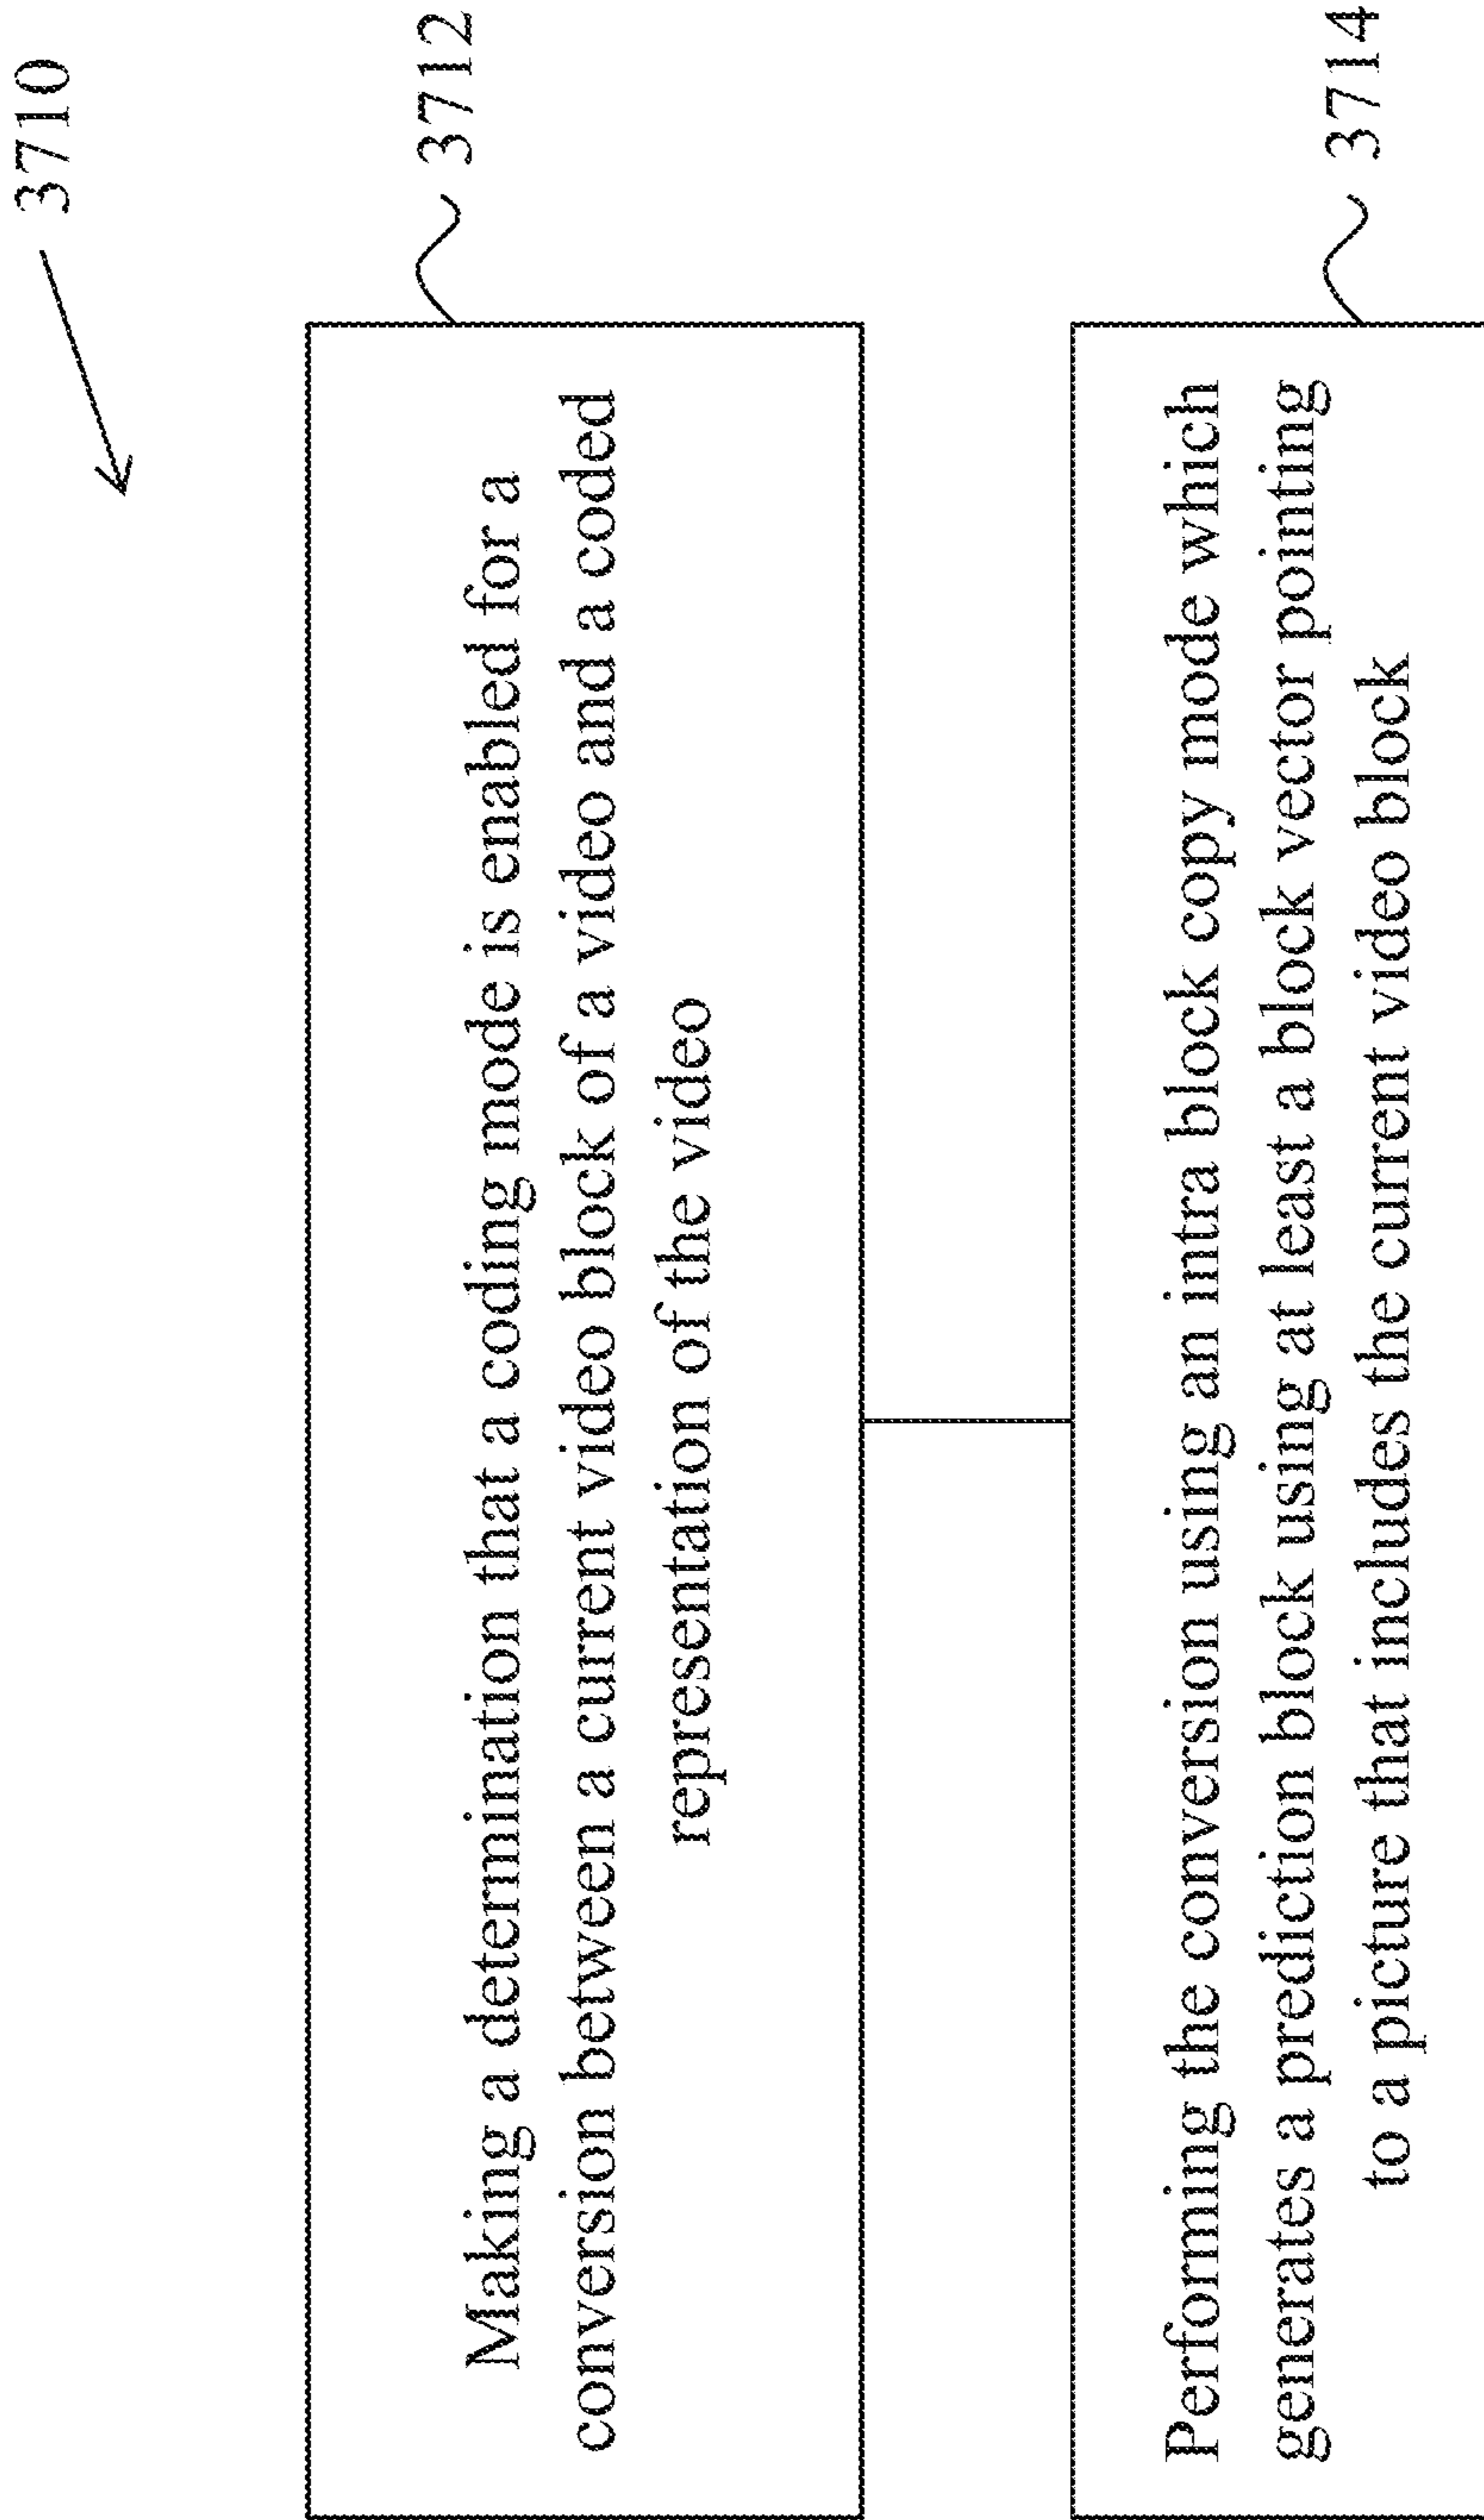 3710
3712
Making a determination that a coding mode is enabled for a
conversion between a current video block of a video and a coded
representation of the video
3714
Performing the conversion using an intra block copy mode which
generates a prediction block using at least a block vector pointing
to a picture that includes the current video block